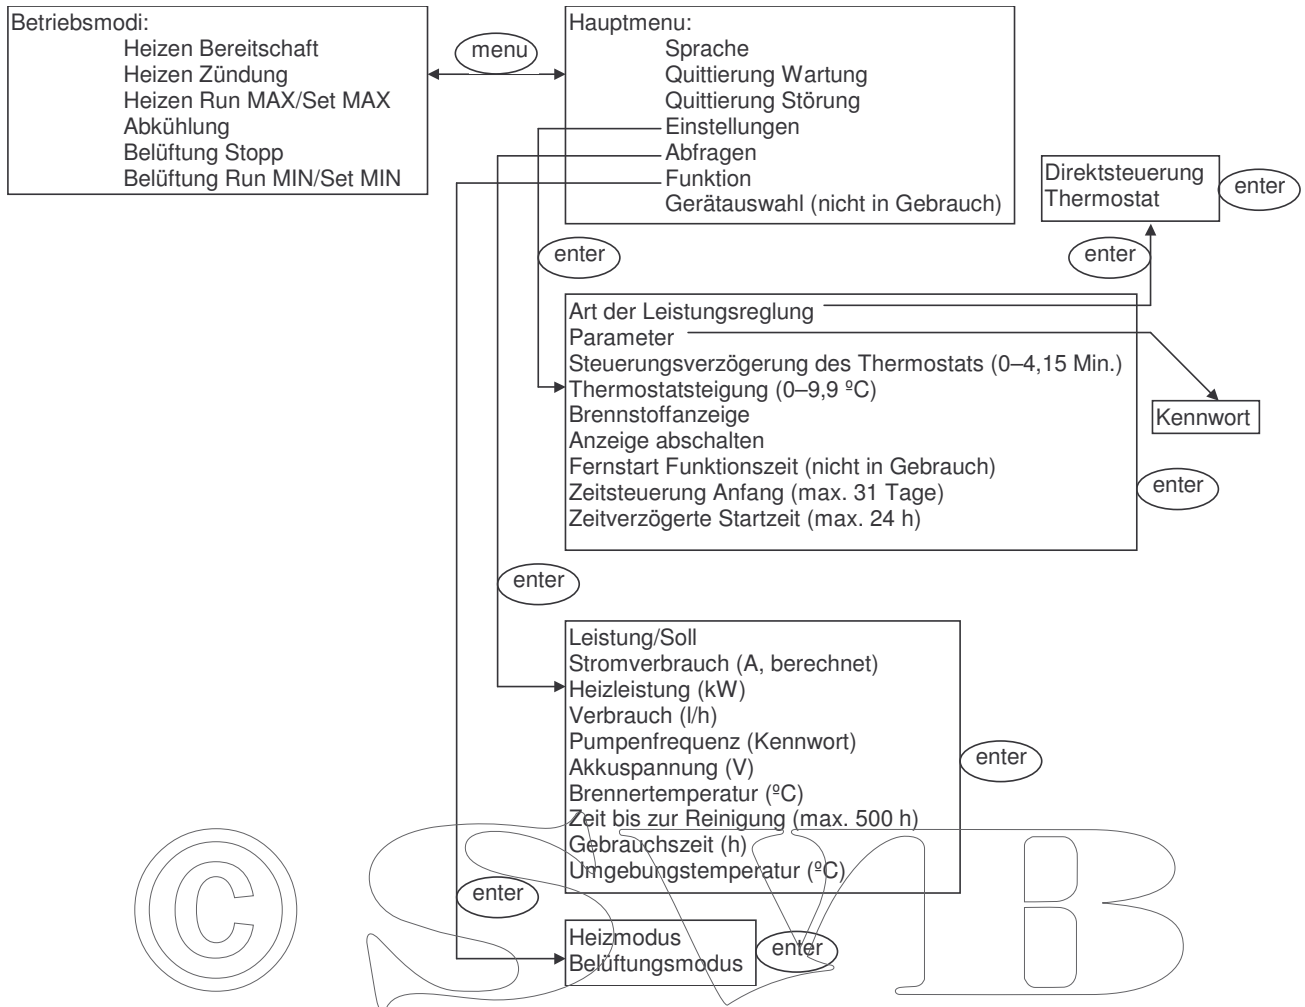 Betriebsmodi:
Heizen Bereitschaft
Heizen Zündung
Heizen Run MAX/Set MAX
Abkühlung
Belüftung Stopp
Belüftung Run MIN/Set MIN
menu
Hauptmenu:
Sprache
Quittierung Wartung
Quittierung Störung
Einstellungen
Abfragen
Funktion
Gerätauswahl (nicht in Gebrauch)
Direktsteuerung
Thermostat
enter
enter
enter
Art der Leistungsreglung
Parameter
Steuerungsverzögerung des Thermostats (0–4,15 Min.)
Thermostatsteigung (0–9,9 ºC)
Brennstoffanzeige
Anzeige abschalten
Fernstart Funktionszeit (nicht in Gebrauch)
Zeitsteuerung Anfang (max. 31 Tage)
Zeitverzögerte Startzeit (max. 24 h)
Kennwort
enter
enter
Leistung/Soll
Stromverbrauch (A, berechnet)
Heizleistung (kW)
Verbrauch (l/h)
Pumpenfrequenz (Kennwort)
Akkuspannung (V)
Brennertemperatur (ºC)
Zeit bis zur Reinigung (max. 500 h)
Gebrauchszeit (h)
Umgebungstemperatur (ºC)
enter
enter
Heizmodus
Belüftungsmodus
enter
© SVB